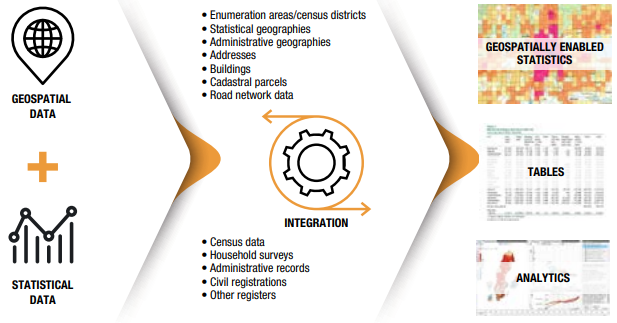 GEOSPATIAL
DATA
STATISTICAL
DATA
• Enumeration areas/census districts
• Statistical geographies
• Administrative geographies
• Addresses
• Buildings
• Cadastral parcels
• Road network data
INTEGRATION
• Census data
• Household surveys
• Administrative records
• Civil registrations
• Other registers
GEOSPATIALLY ENABLED
STATISTICS
TABLES
ANALYTICS